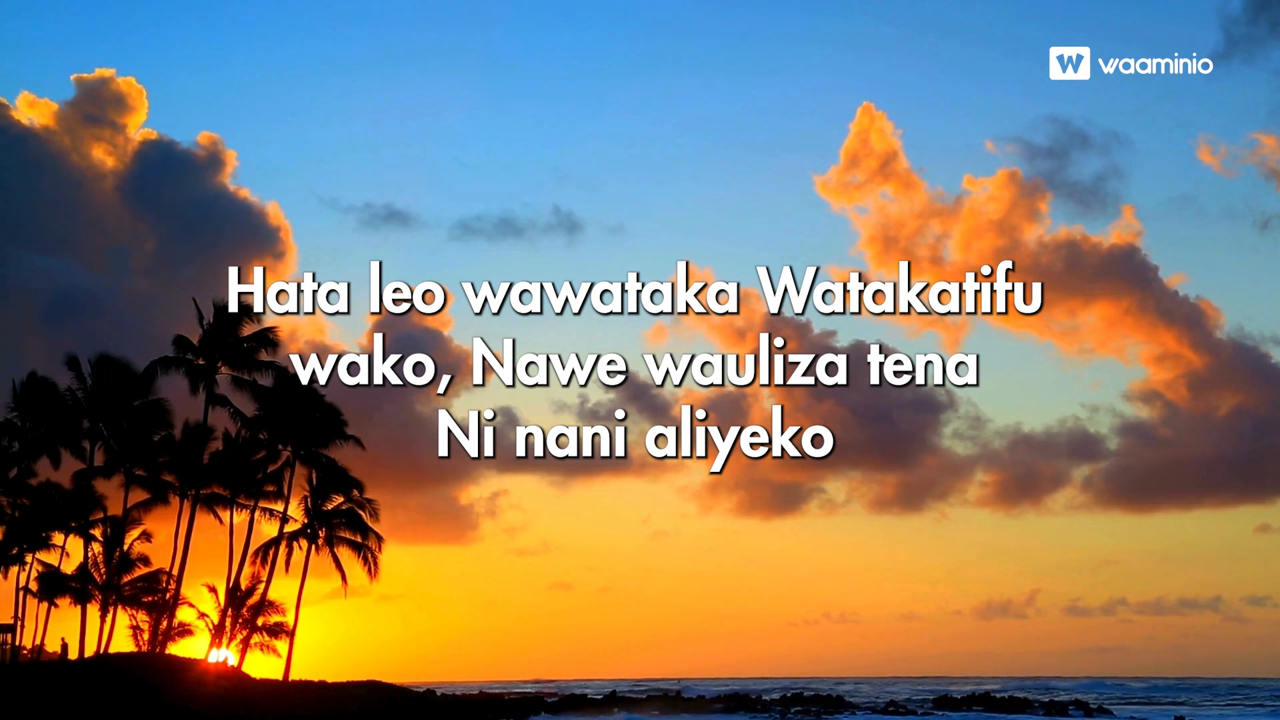 waaminio
Hata leo wawataka Watakatifu
wako, Nawe wauliza tena
Ni nani aliyeko